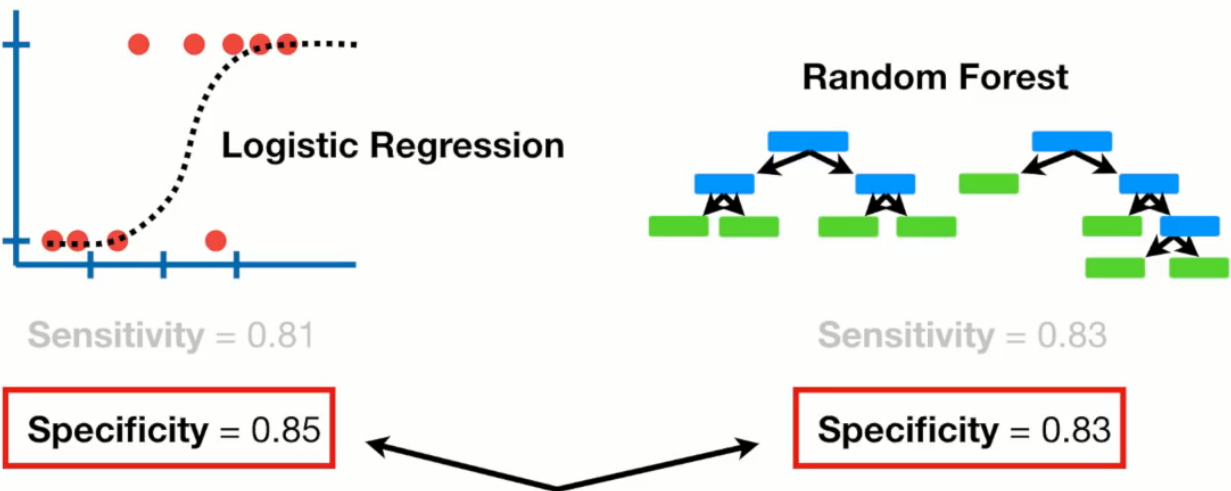 Random Forest
Logistic Regression
Sensitivity = 0.81
Sensitivity = 0.83
Specificity = 0.85
Specificity = 0.83